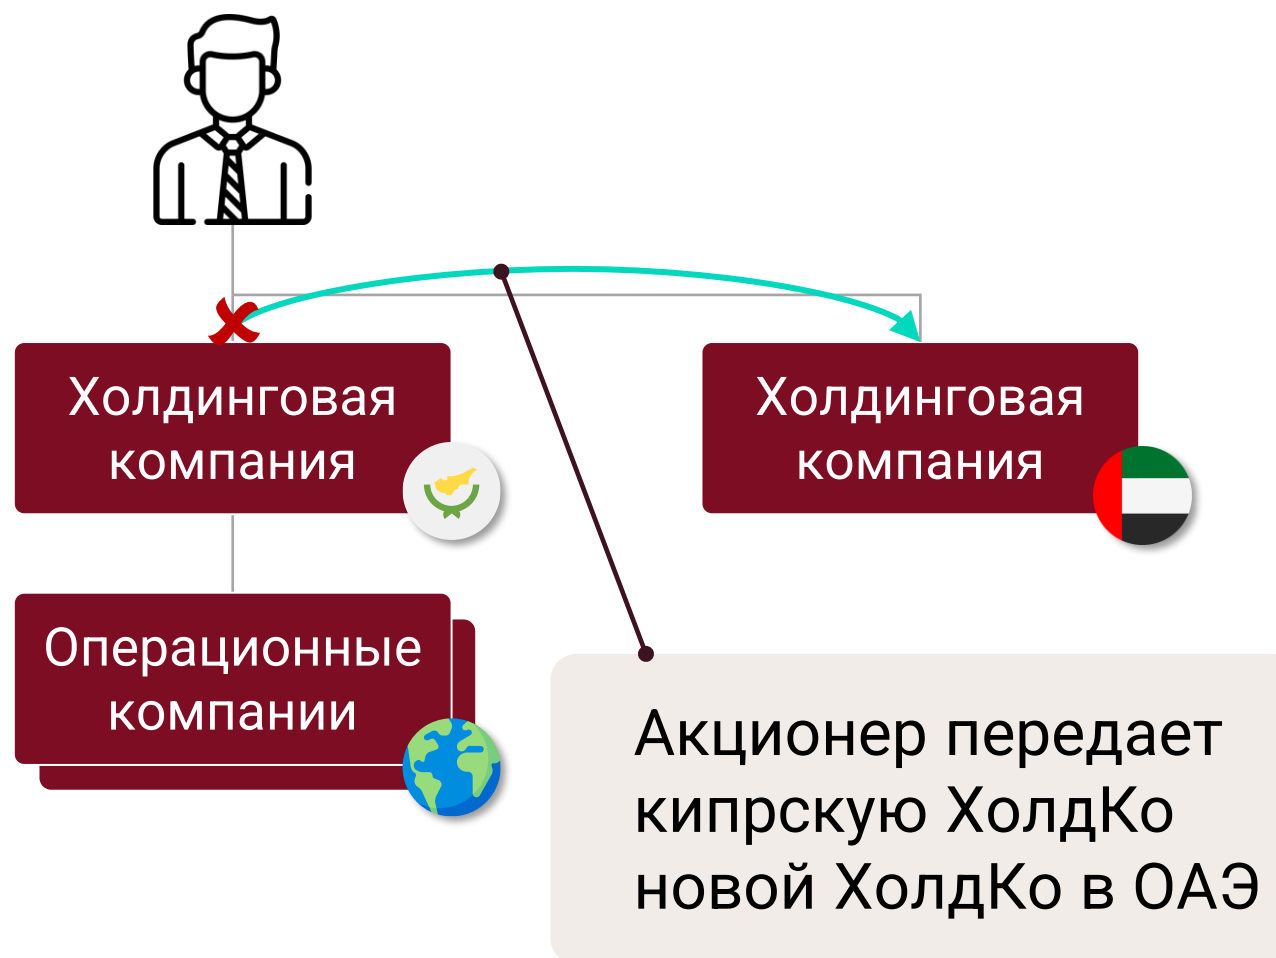 Холдинговая
компания
Холдинговая
компания
Операционные
компании
Акционер передает
кипрскую ХолдКо
новой ХолдКо в ОАЭ